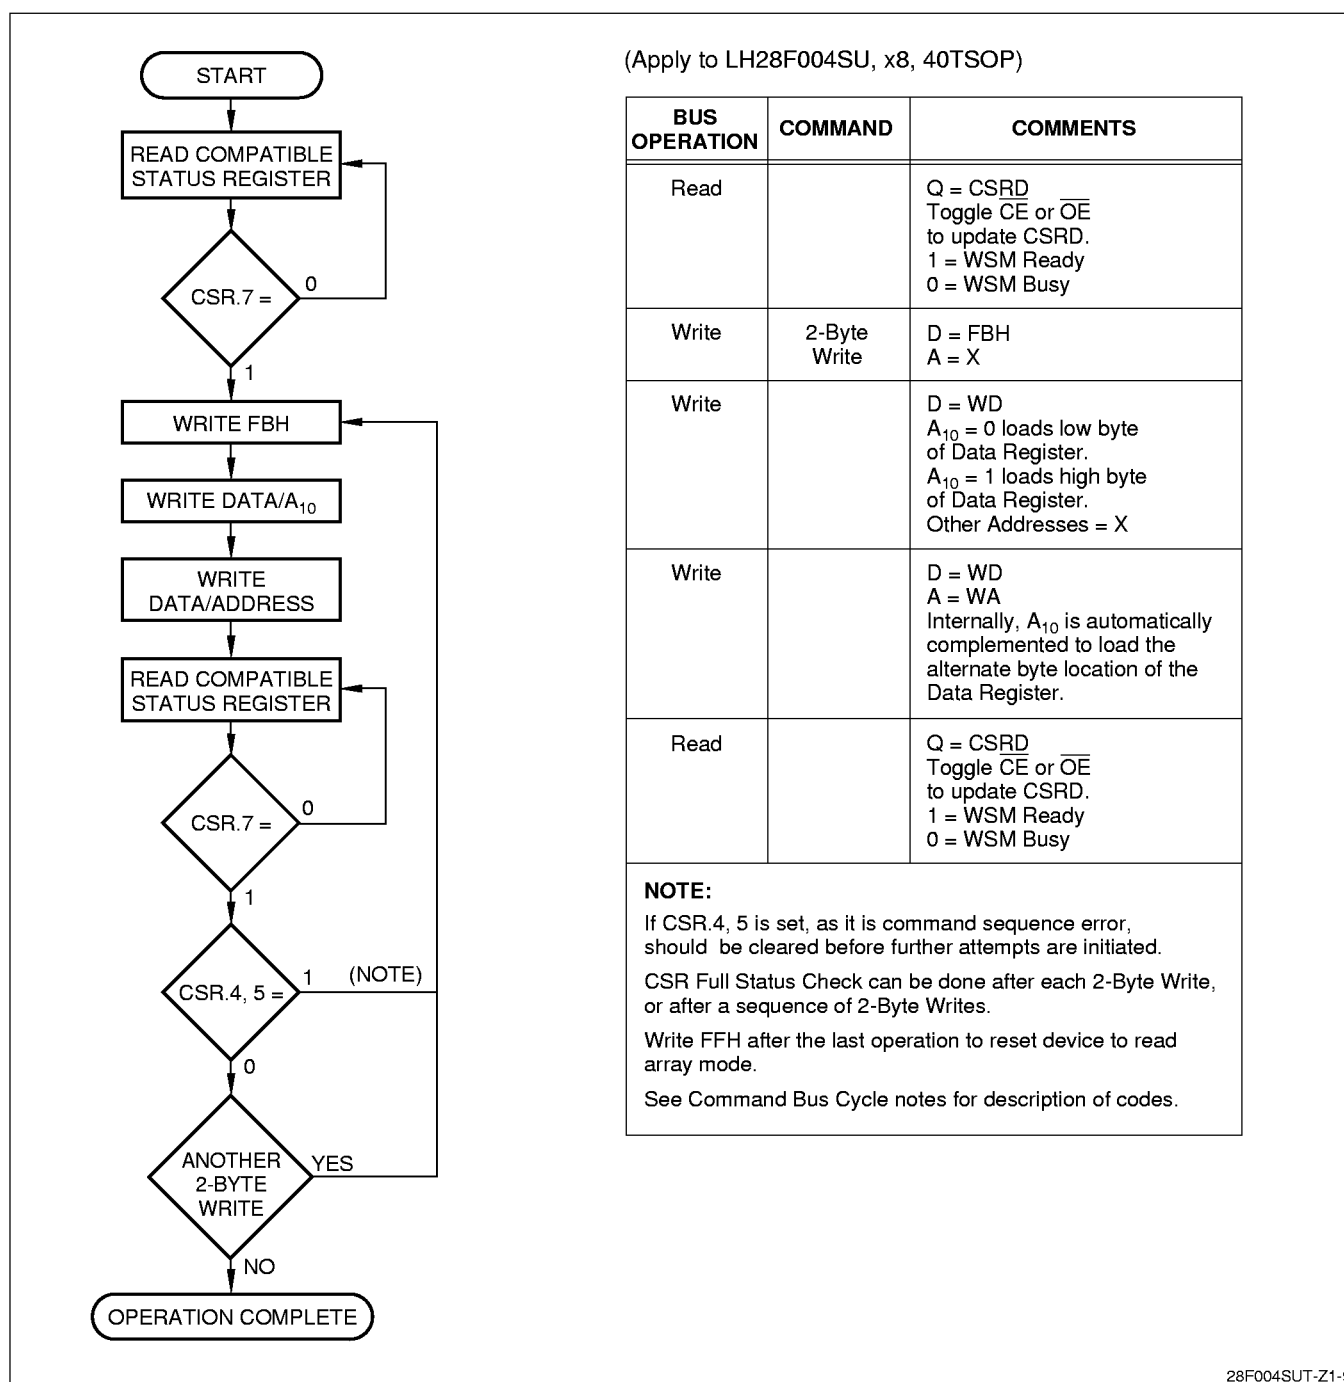 START
READ COMPATIBLE
STATUS REGISTER
CSR.7 =
0
1
WRITE FBH
WRITE DATA/A10
WRITE
DATA/ADDRESS
READ COMPATIBLE
STATUS REGISTER
CSR.7 =
0
1
CSR.4, 5 =
1
(NOTE)
0
ANOTHER
2-BYTE
WRITE
YES
NO
OPERATION COMPLETE
(Apply to LH28F004SU, x8, 40TSOP)
BUS
OPERATION
COMMAND
COMMENTS
Read
Q = CSRD
Toggle C̅E̅ or O̅E̅
to update CSRD.
1 = WSM Ready
0 = WSM Busy
Write
2-Byte
Write
D = FBH
A = X
Write
D = WD
A10 = 0 loads low byte
of Data Register.
A10 = 1 loads high byte
of Data Register.
Other Addresses = X
Write
D = WD
A = WA
Internally, A10 is automatically
complemented to load the
alternate byte location of the
Data Register.
Read
Q = CSRD
Toggle C̅E̅ or O̅E̅
to update CSRD.
1 = WSM Ready
0 = WSM Busy
NOTE:
If CSR.4, 5 is set, as it is command sequence error,
should be cleared before further attempts are initiated.
CSR Full Status Check can be done after each 2-Byte Write,
or after a sequence of 2-Byte Writes.
Write FFH after the last operation to reset device to read
array mode.
See Command Bus Cycle notes for description of codes.
28F004SUT-Z1-